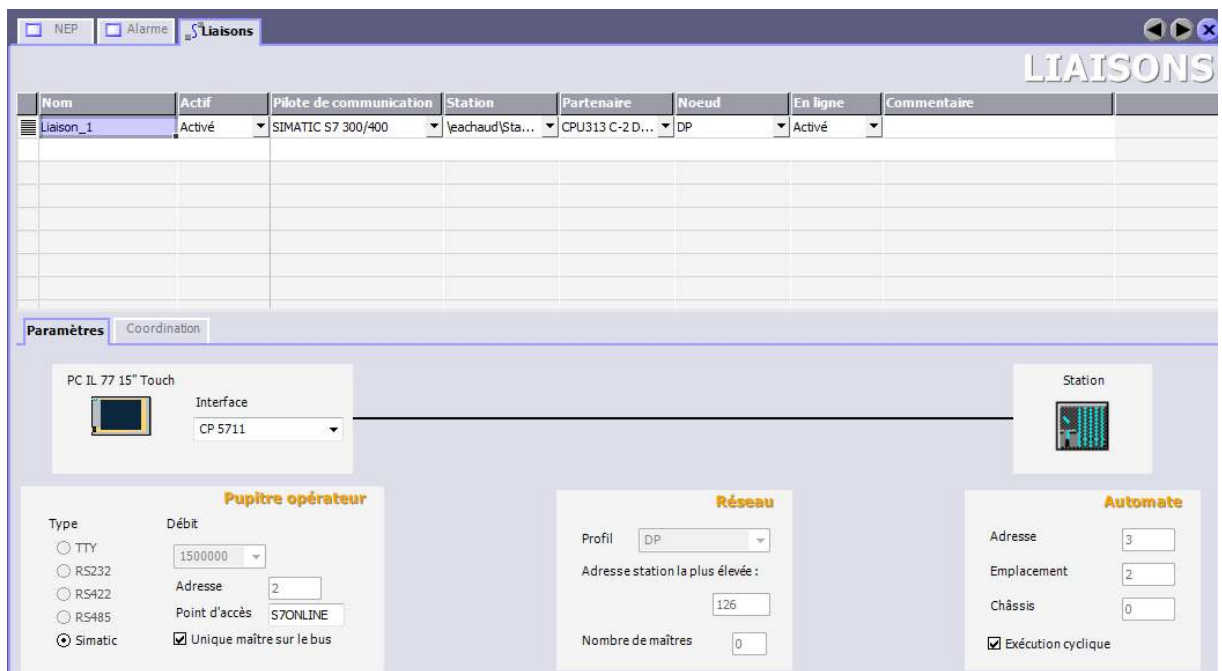 NEP Alarme Liaisons
LIAISONS
Nom Actif Pilote de communication Station Partenaire Noeud En ligne Commentaire
Liaison_1 Activé SIMATIC S7 300/400 \eachaud\Sta... CPU313 C-2 D... DP Activé
Paramètres Coordination
PC IL 77 15" Touch
Interface
CP 5711
Station
Pupitre opérateur
Type Débit
TTY
1500000
RS232
RS422
Adresse 2
RS485
Point d'accès S7ONLINE
Simatic
Unique maître sur le bus
Réseau
Profil DP
Adresse station la plus élevée :
126
Nombre de maîtres 0
Automate
Adresse 3
Emplacement 2
Châssis 0
Exécution cyclique